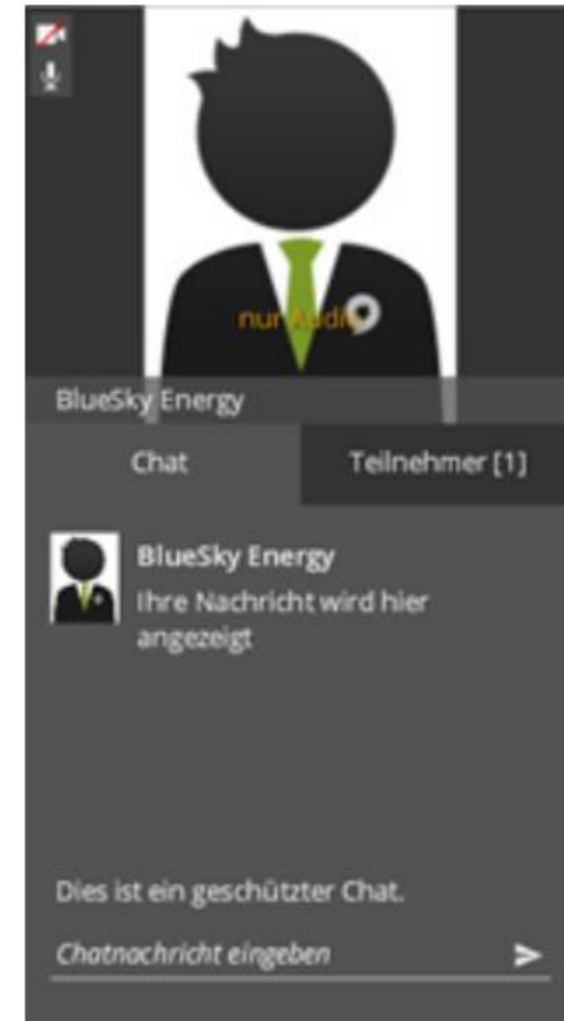 nur Audio
BlueSky Energy
Chat
Teilnehmer [1]
BlueSky Energy
Ihre Nachricht wird hier
angezeigt
Dies ist ein geschützter Chat.
Chatnachricht eingeben